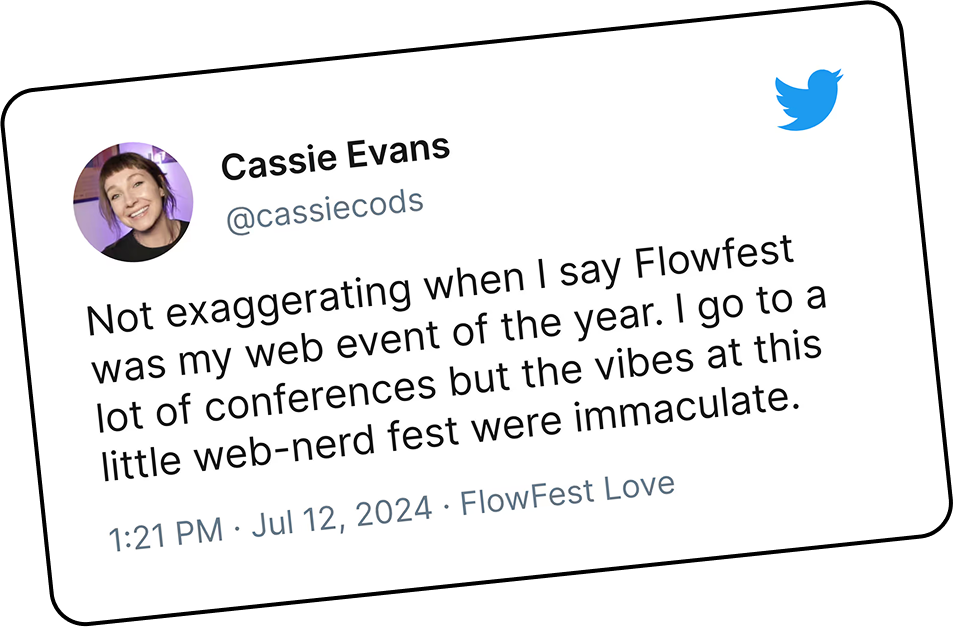 Cassie Evans
@cassiecods
Not exaggerating when I say Flowfest
was my web event of the year. I go to a
lot of conferences but the vibes at this
little web-nerd fest were immaculate.
1:21 PM · Jul 12, 2024 · FlowFest Love